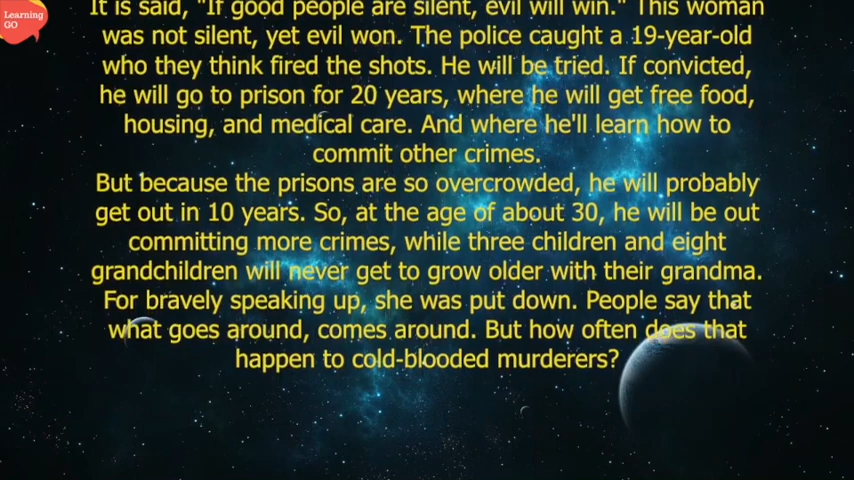 Learning
GO
It is said, "If good people are silent, evil will win." This woman
was not silent, yet evil won. The police caught a 19-year-old
who they think fired the shots. He will be tried. If convicted,
he will go to prison for 20 years, where he will get free food,
housing, and medical care. And where he'll learn how to
commit other crimes.
But because the prisons are so overcrowded, he will probably
get out in 10 years. So, at the age of about 30, he will be out
committing more crimes, while three children and eight
grandchildren will never get to grow older with their grandma.
For bravely speaking up, she was put down. People say that
what goes around, comes around. But how often does that
happen to cold-blooded murderers?